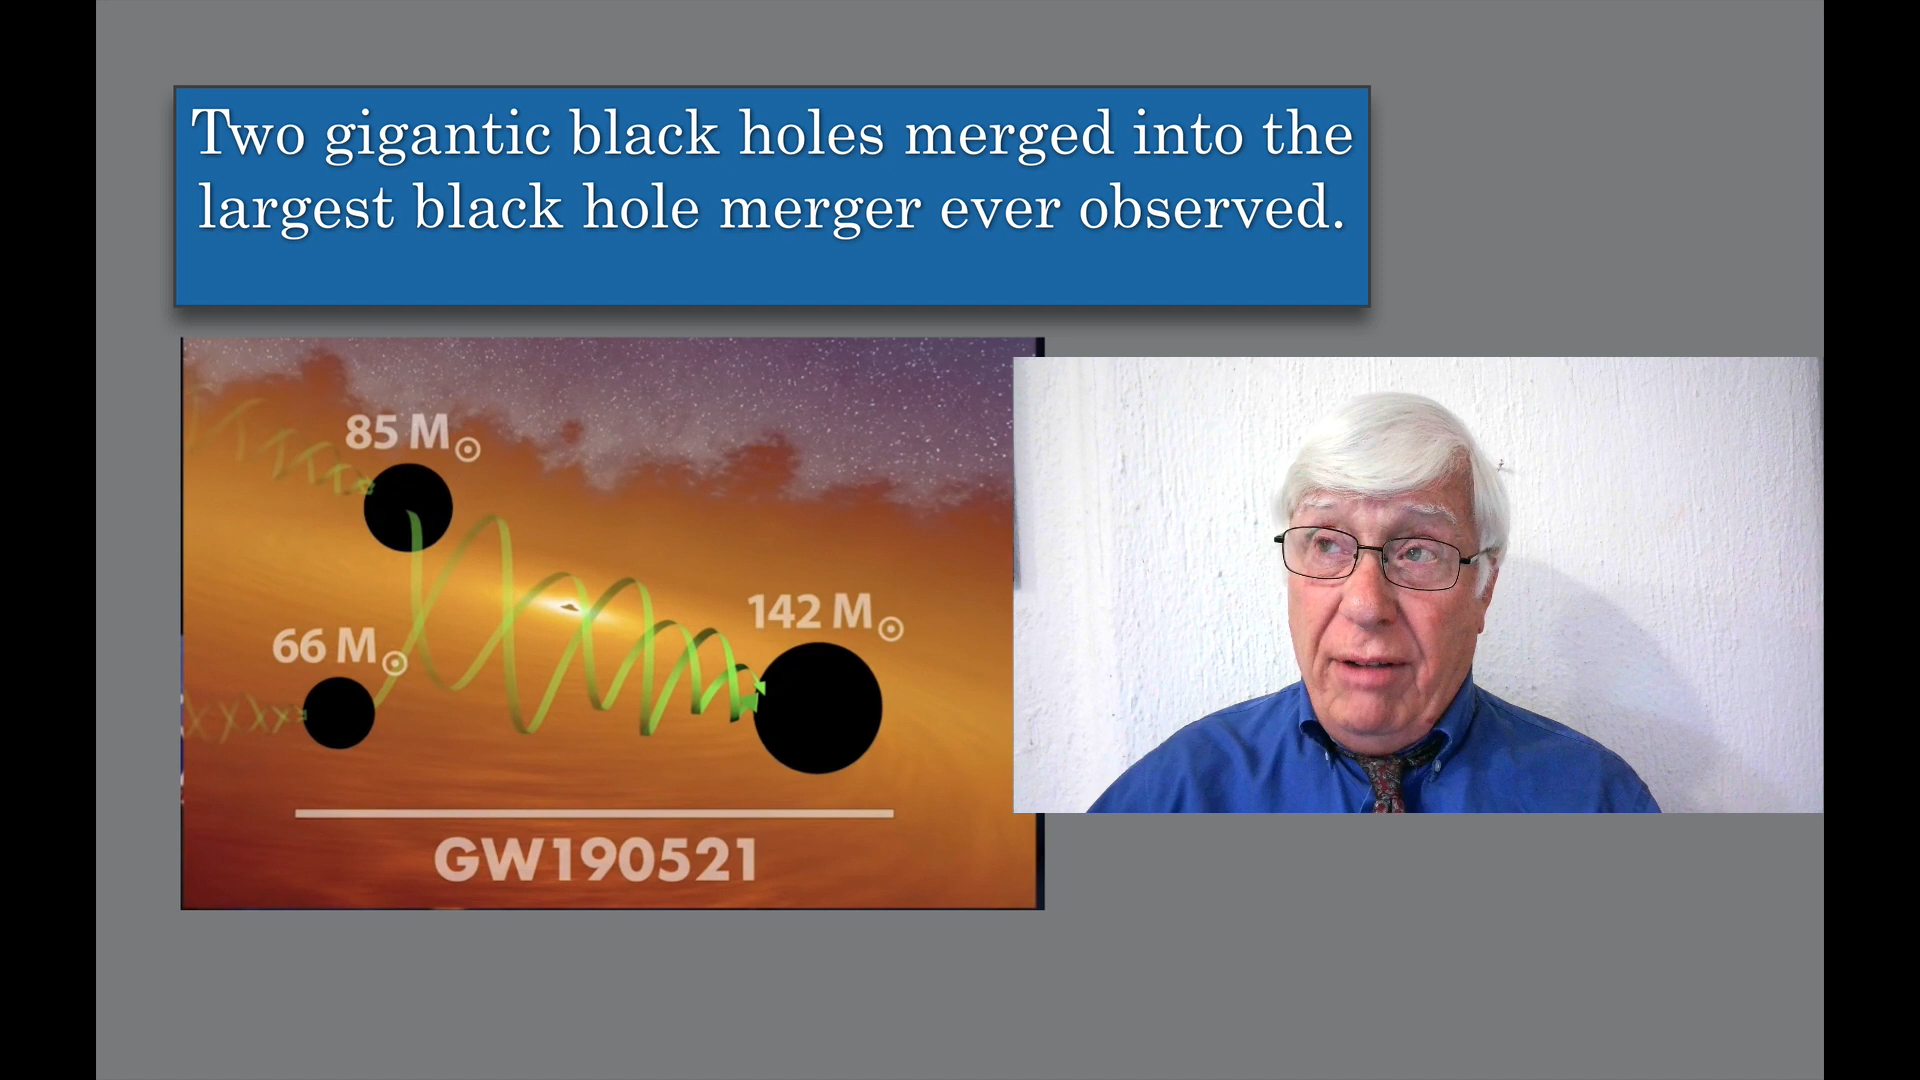 Two gigantic black holes merged into the
largest black hole merger ever observed.
85 M☉
66 M☉
142 M☉
GW190521